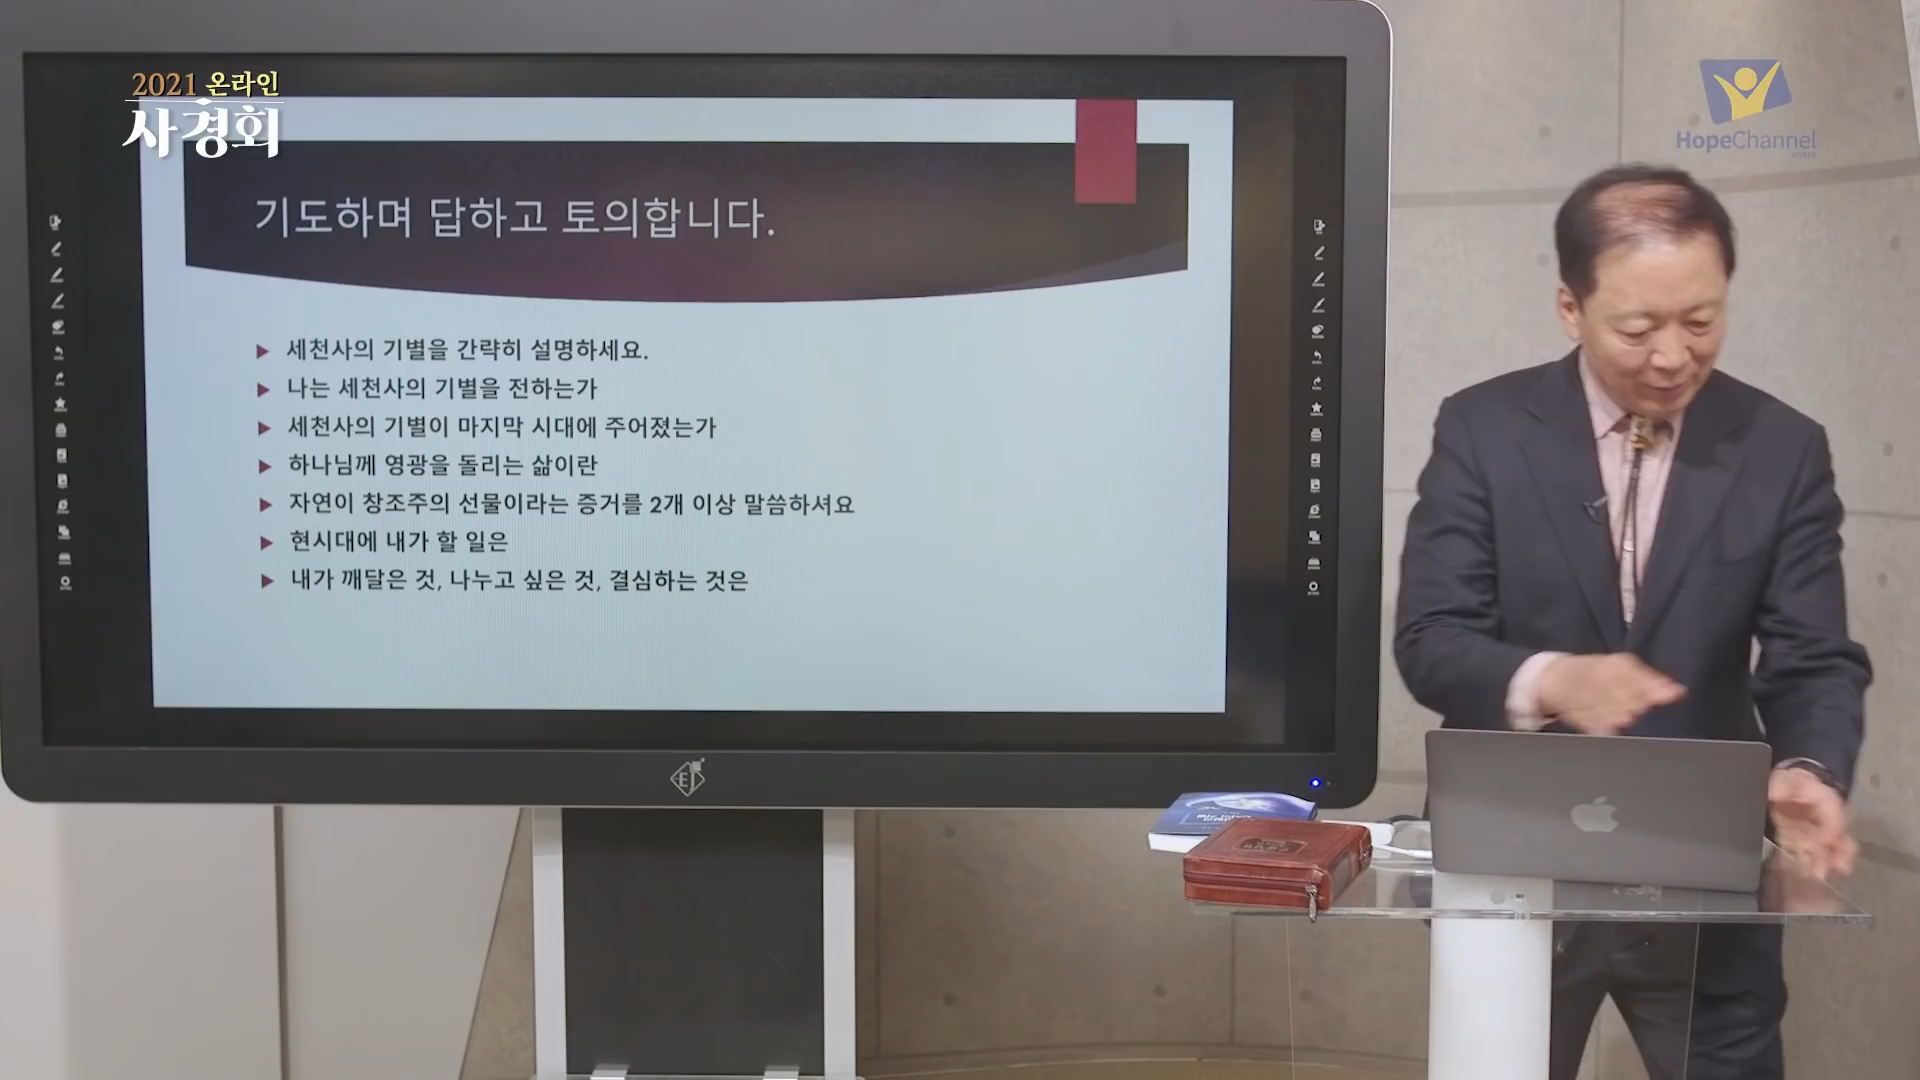 2021 온라인
사경회
HopeChannel
KOREA
기도하며 답하고 토의합니다.
세천사의 기별을 간략히 설명하세요.
나는 세천사의 기별을 전하는가
세천사의 기별이 마지막 시대에 주어졌는가
하나님께 영광을 돌리는 삶이란
자연이 창조주의 선물이라는 증거를 2개 이상 말씀하셔요
현시대에 내가 할 일은
내가 깨달은 것, 나누고 싶은 것, 결심하는 것은